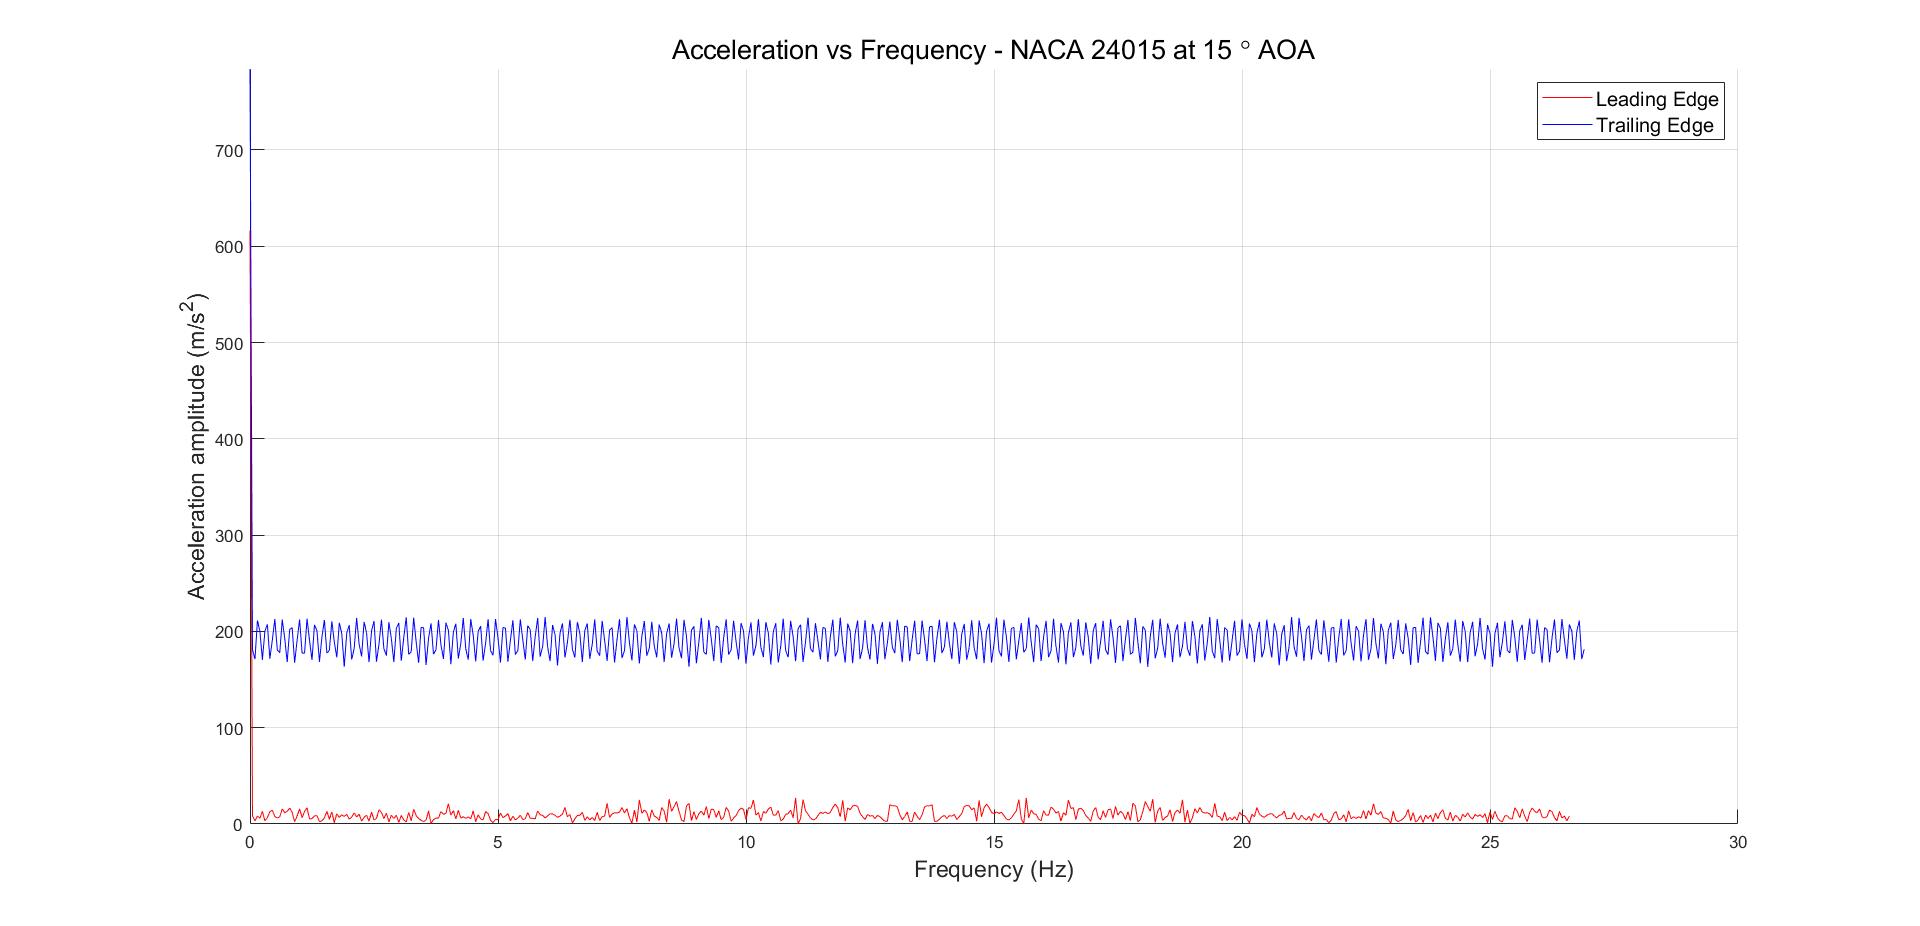 Acceleration vs Frequency - NACA 24015 at 15 ° AOA
Leading Edge
Trailing Edge
700
600
500
400
300
200
100
0
Acceleration amplitude (m/s²)
0 5 10 15 20 25 30
Frequency (Hz)